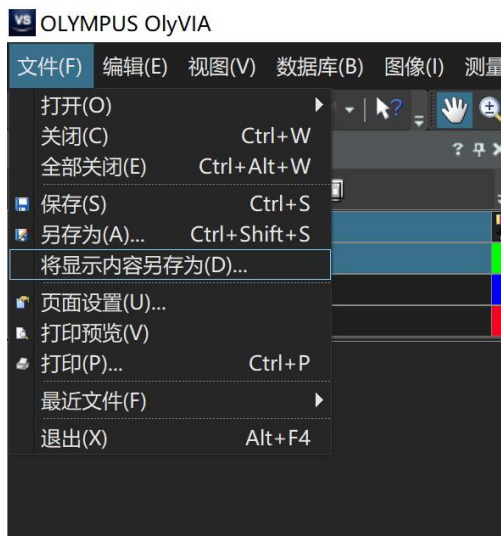 VS OLYMPUS OlyVIA
文件(F) 编辑(E) 视图(V) 数据库(B) 图像(I) 测量
打开(O)
关闭(C) Ctrl+W
全部关闭(E) Ctrl+Alt+W
保存(S) Ctrl+S
另存为(A)... Ctrl+Shift+S
将显示内容另存为(D)...
页面设置(U)...
打印预览(V)
打印(P)... Ctrl+P
最近文件(F)
退出(X) Alt+F4